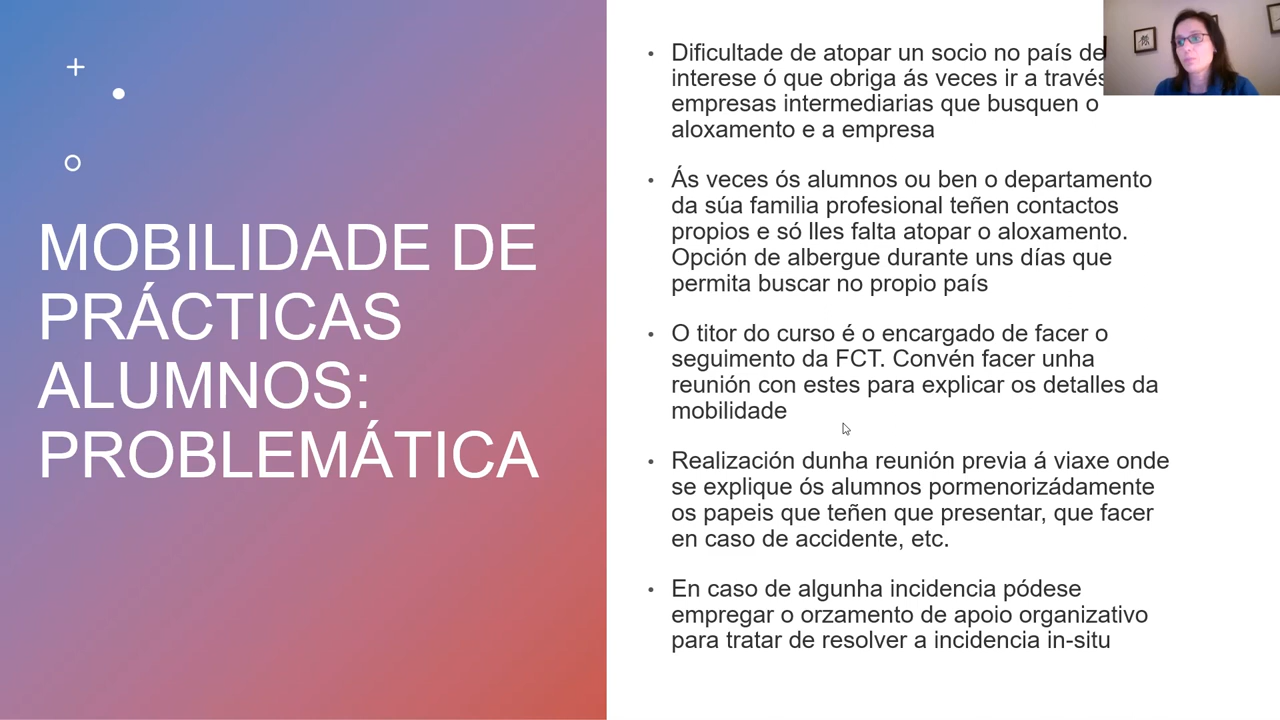 MOBILIDADE DE
PRÁCTICAS
ALUMNOS:
PROBLEMÁTICA
• Dificultade de atopar un socio no país de
interese ó que obriga ás veces ir a través
empresas intermediarias que busquen o
aloxamento e a empresa
• Ás veces ós alumnos ou ben o departamento
da súa familia profesional teñen contactos
propios e só lles falta atopar o aloxamento.
Opción de albergue durante uns días que
permita buscar no propio país
• O titor do curso é o encargado de facer o
seguimento da FCT. Convén facer unha
reunión con estes para explicar os detalles da
mobilidade
• Realización dunha reunión previa á viaxe onde
se explique ós alumnos pormenorizádamente
os papeis que teñen que presentar, que facer
en caso de accidente, etc.
• En caso de algunha incidencia pódese
empregar o orzamento de apoio organizativo
para tratar de resolver a incidencia in-situ